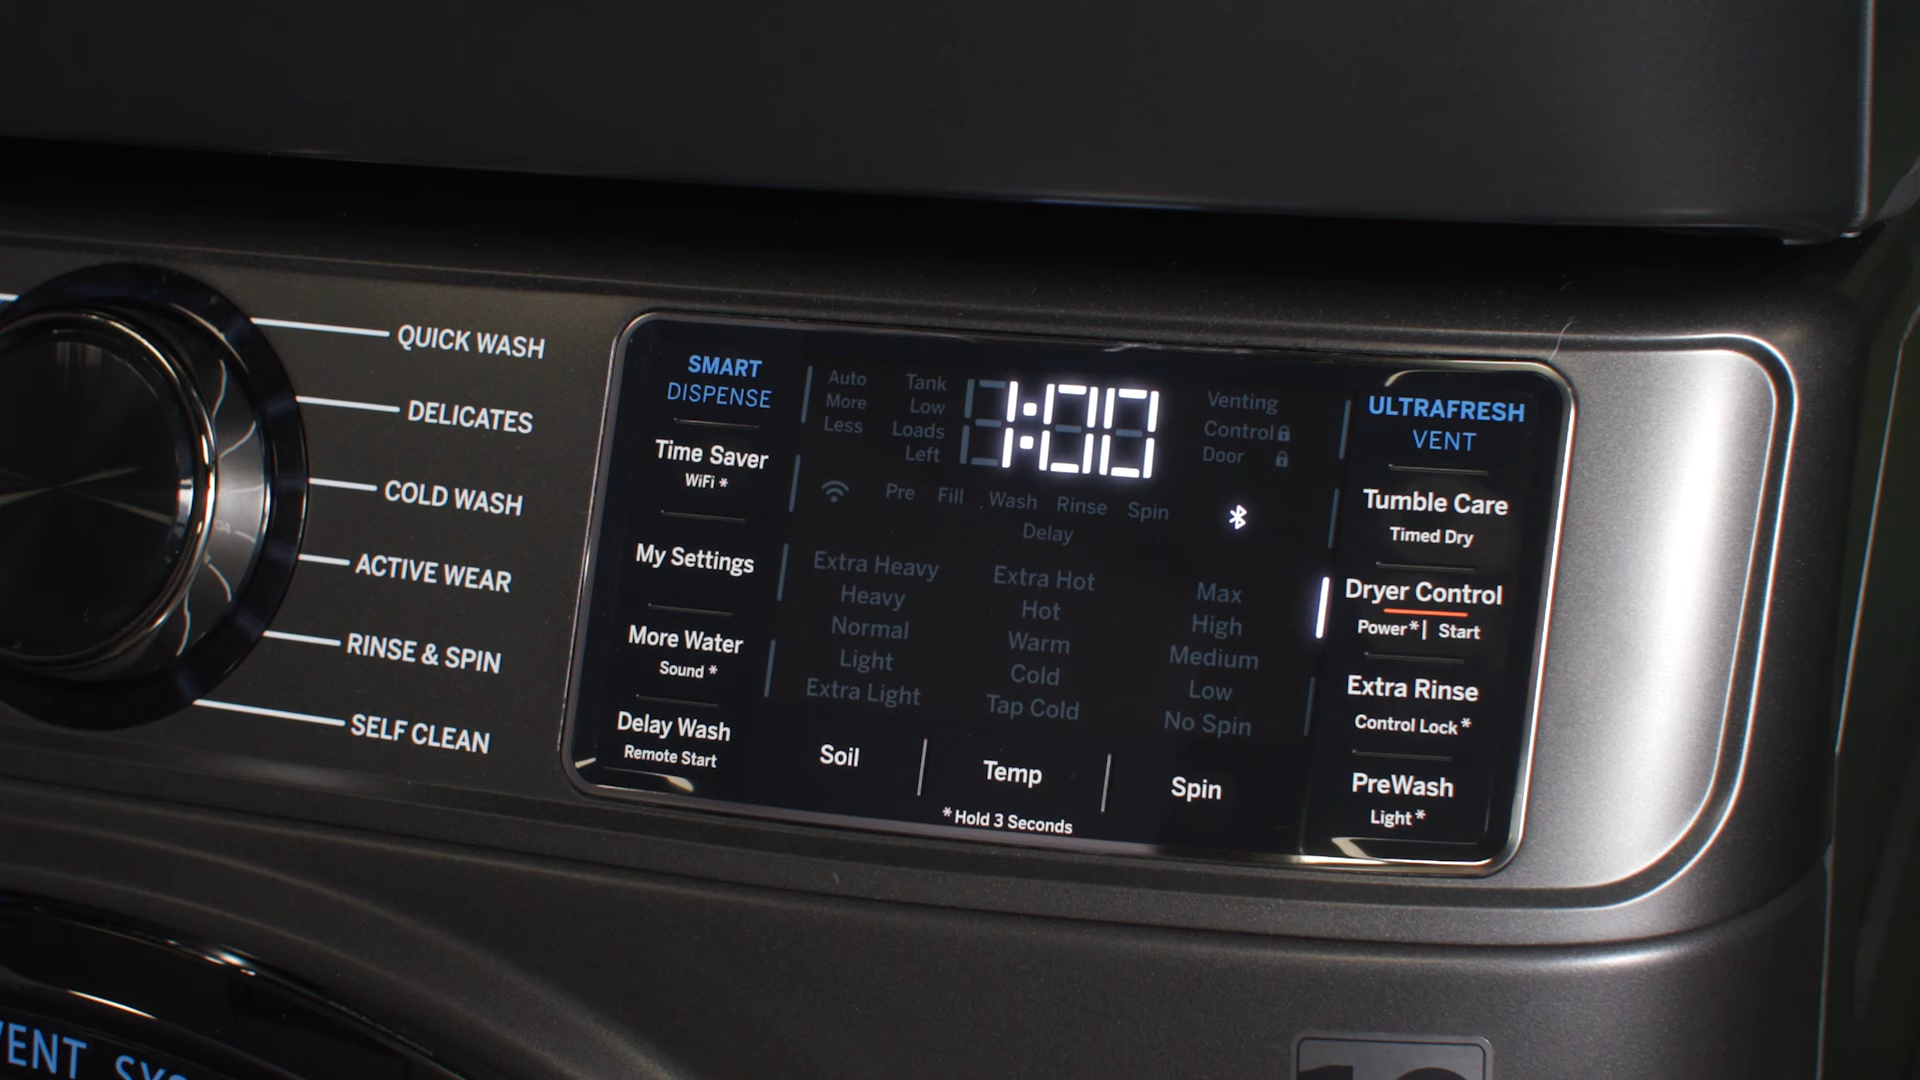 QUICK WASH
DELICATES
COLD WASH
ACTIVE WEAR
RINSE & SPIN
SELF CLEAN
SMART
DISPENSE
Time Saver
WiFi *
My Settings
More Water
Sound *
Delay Wash
Remote Start
Auto
More
Less
Tank
Low
Loads
Left
1:00
Venting
Control
Door
Pre Fill Wash Rinse Spin
Delay
Extra Heavy
Heavy
Normal
Light
Extra Light
Soil
Extra Hot
Hot
Warm
Cold
Tap Cold
Temp
Max
High
Medium
Low
No Spin
Spin
*Hold 3 Seconds
ULTRAFRESH
VENT
Tumble Care
Timed Dry
Dryer Control
Power*| Start
Extra Rinse
Control Lock *
PreWash
Light *
VENT